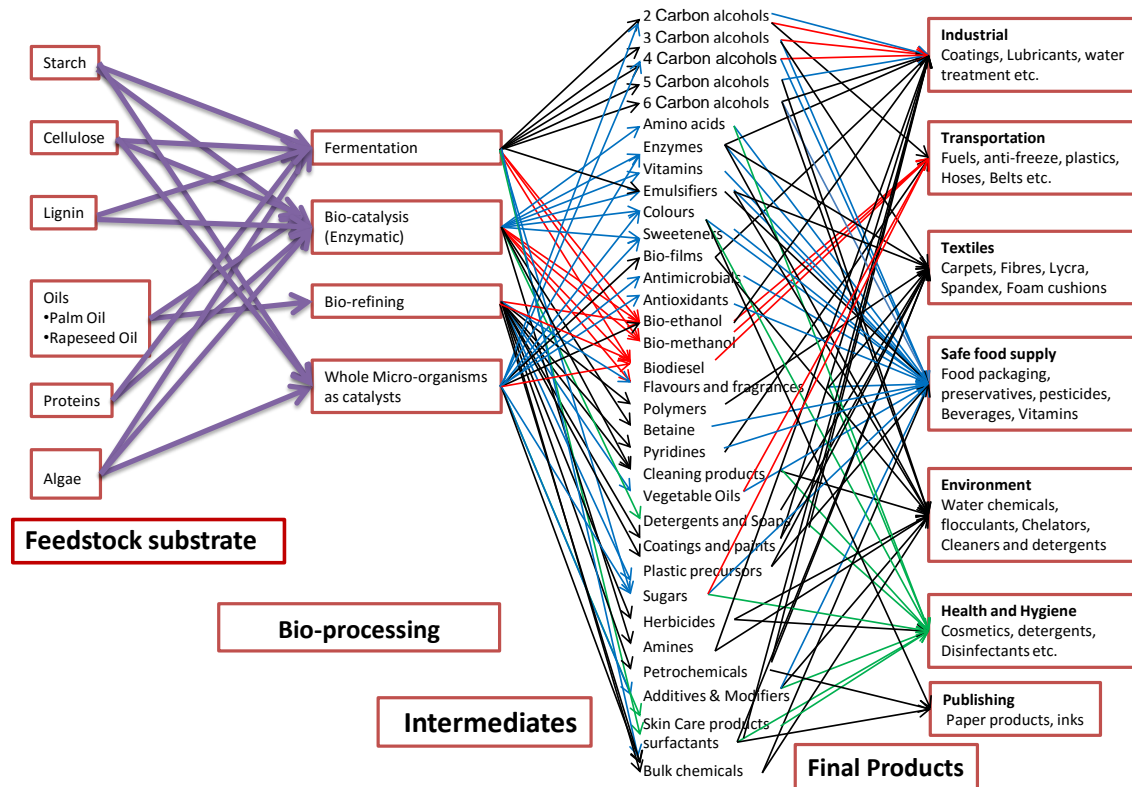 Starch
Cellulose
Lignin
Oils
•Palm Oil
•Rapeseed Oil
Proteins
Algae
Feedstock substrate
Fermentation
Bio-catalysis
(Enzymatic)
Bio-refining
Whole Micro-organisms
as catalysts
Bio-processing
2 Carbon alcohols
3 Carbon alcohols
4 Carbon alcohols
5 Carbon alcohols
6 Carbon alcohols
Amino acids
Enzymes
Vitamins
Emulsifiers
Colours
Sweeteners
Bio-films
Antimicrobials
Antioxidants
Bio-ethanol
Bio-methanol
Biodiesel
Flavours and fragrances
Polymers
Betaine
Pyridines
Cleaning products
Vegetable Oils
Detergents and Soaps
Coatings and paints
Plastic precursors
Sugars
Herbicides
Amines
Petrochemicals
Additives & Modifiers
Skin Care products
surfactants
Bulk chemicals
Intermediates
Industrial
Coatings, Lubricants, water
treatment etc.
Transportation
Fuels, anti-freeze, plastics,
Hoses, Belts etc.
Textiles
Carpets, Fibres, Lycra,
Spandex, Foam cushions
Safe food supply
Food packaging,
preservatives, pesticides,
Beverages, Vitamins
Environment
Water chemicals,
flocculants, Chelators,
Cleaners and detergents
Health and Hygiene
Cosmetics, detergents,
Disinfectants etc.
Publishing
Paper products, inks
Final Products